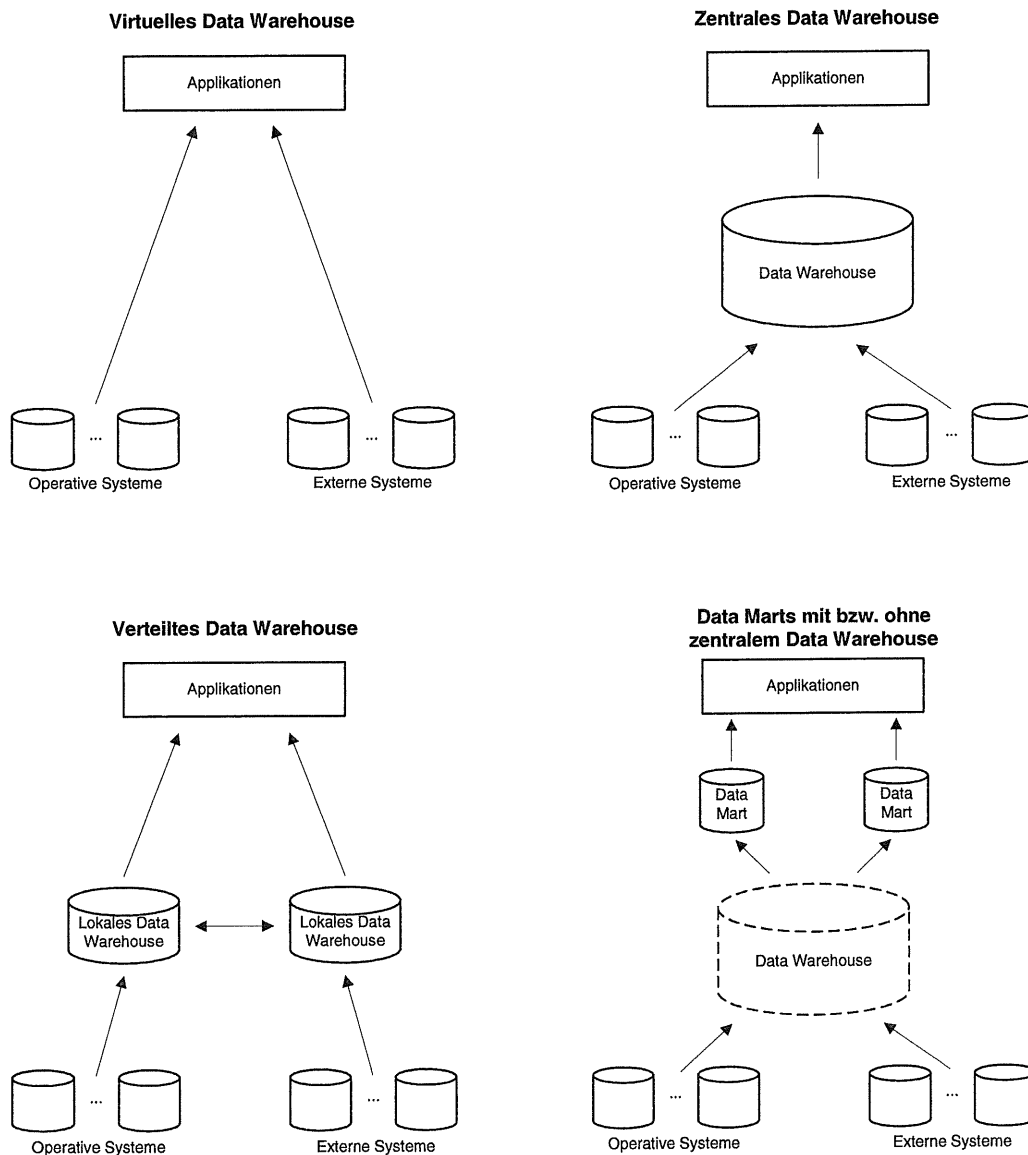 Virtuelles Data Warehouse
Applikationen
...
...
Operative Systeme
Externe Systeme
Zentrales Data Warehouse
Applikationen
Data Warehouse
...
...
Operative Systeme
Externe Systeme
Verteiltes Data Warehouse
Applikationen
Lokales Data
Warehouse
Lokales Data
Warehouse
...
...
Operative Systeme
Externe Systeme
Data Marts mit bzw. ohne
zentralem Data Warehouse
Applikationen
Data
Mart
Data
Mart
Data Warehouse
...
...
Operative Systeme
Externe Systeme